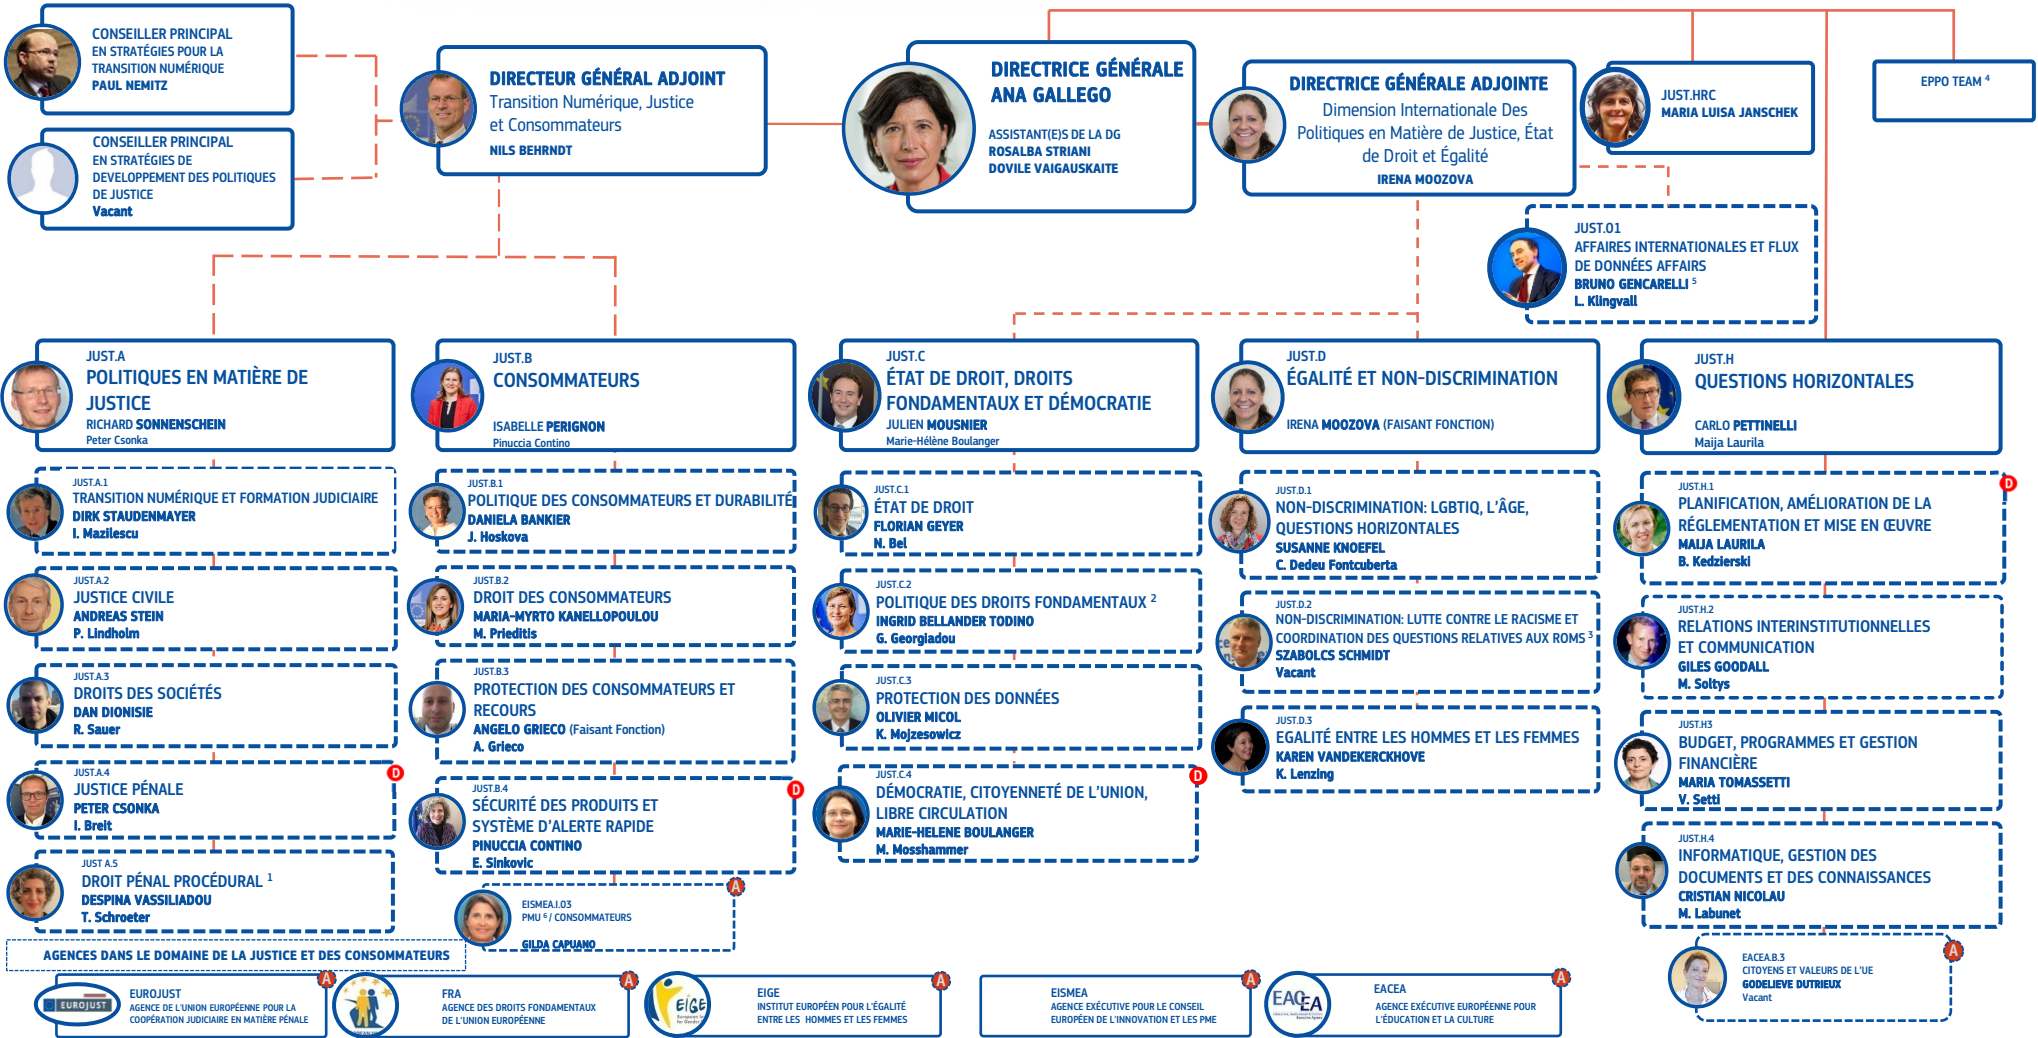 CONSEILLER PRINCIPAL
EN STRATÉGIES POUR LA
TRANSITION NUMÉRIQUE
PAUL NEMITZ
CONSEILLER PRINCIPAL
EN STRATÉGIES DE
DEVELOPPEMENT DES POLITIQUES
DE JUSTICE
Vacant
DIRECTEUR GÉNÉRAL ADJOINT
Transition Numérique, Justice
et Consommateurs
NILS BEHRNDT
DIRECTRICE GÉNÉRALE
ANA GALLEGO
ASSISTANT(E)S DE LA DG
ROSALBA STRIANI
DOVILE VAIGAUSKAITE
DIRECTRICE GÉNÉRALE ADJOINTE
Dimension Internationale Des
Politiques en Matière de Justice, État
de Droit et Égalité
IRENA MOOZOVA
JUST.HRC
MARIA LUISA JANSCHEK
EPPO TEAM 4
JUST.01
AFFAIRES INTERNATIONALES ET FLUX
DE DONNÉES AFFAIRS
BRUNO GENCARELLI 5
L. Klingvall
JUST.A
POLITIQUES EN MATIÈRE DE
JUSTICE
RICHARD SONNENSCHEIN
Peter Csonka
JUST.A.1
TRANSITION NUMÉRIQUE ET FORMATION JUDICIAIRE
DIRK STAUDENMAYER
I. Mazilescu
JUST.A.2
JUSTICE CIVILE
ANDREAS STEIN
P. Lindholm
JUST.A.3
DROITS DES SOCIÉTÉS
DAN DIONISIE
R. Sauer
JUST.A.4
D
JUSTICE PÉNALE
PETER CSONKA
I. Breit
JUST A.5
DROIT PÉNAL PROCÉDURAL 1
DESPINA VASSILIADOU
T. Schroeter
JUST.B
CONSOMMATEURS
ISABELLE PERIGNON
Pinuccia Contino
JUST.B.1
POLITIQUE DES CONSOMMATEURS ET DURABILITÉ
DANIELA BANKIER
J. Hoskova
JUST.B.2
DROIT DES CONSOMMATEURS
MARIA-MYRTO KANELLOPOULOU
M. Prieditis
JUST.B.3
PROTECTION DES CONSOMMATEURS ET
RECOURS
ANGELO GRIECO (Faisant Fonction)
A. Grieco
JUST.B.4
D
SÉCURITÉ DES PRODUITS ET
SYSTÈME D'ALERTE RAPIDE
PINUCCIA CONTINO
E. Sinkovic
A
EISMEA.I.03
PMU 6 / CONSOMMATEURS
GILDA CAPUANO
JUST.C
ÉTAT DE DROIT, DROITS
FONDAMENTAUX ET DÉMOCRATIE
JULIEN MOUSNIER
Marie-Hélène Boulanger
JUST.C.1
ÉTAT DE DROIT
FLORIAN GEYER
N. Bel
JUST.C.2
POLITIQUE DES DROITS FONDAMENTAUX 2
INGRID BELLANDER TODINO
G. Georgiadou
JUST.C.3
PROTECTION DES DONNÉES
OLIVIER MICOL
K. Mojzesowicz
JUST.C.4
D
DÉMOCRATIE, CITOYENNETÉ DE L'UNION,
LIBRE CIRCULATION
MARIE-HELENE BOULANGER
M. Mosshammer
JUST.D
ÉGALITÉ ET NON-DISCRIMINATION
IRENA MOOZOVA (FAISANT FONCTION)
JUST.D.1
NON-DISCRIMINATION: LGBTIQ, L'ÂGE,
QUESTIONS HORIZONTALES
SUSANNE KNOEFEL
C. Dedeu Fontcuberta
JUST.D.2
NON-DISCRIMINATION: LUTTE CONTRE LE RACISME ET
COORDINATION DES QUESTIONS RELATIVES AUX ROMS 3
SZABOLCS SCHMIDT
Vacant
JUST.D.3
EGALITÉ ENTRE LES HOMMES ET LES FEMMES
KAREN VANDEKERCKHOVE
K. Lenzing
JUST.H
QUESTIONS HORIZONTALES
CARLO PETTINELLI
Maija Laurila
JUST.H.1
D
PLANIFICATION, AMÉLIORATION DE LA
RÉGLEMENTATION ET MISE EN ŒUVRE
MAIJA LAURILA
B. Kedzierski
JUST.H.2
RELATIONS INTERINSTITUTIONNELLES
ET COMMUNICATION
GILES GOODALL
M. Soltys
JUST.H3
BUDGET, PROGRAMMES ET GESTION
FINANCIÈRE
MARIA TOMASSETTI
V. Setti
JUST.H.4
INFORMATIQUE, GESTION DES
DOCUMENTS ET DES CONNAISSANCES
CRISTIAN NICOLAU
M. Labunet
A
EACEA.B.3
CITOYENS ET VALEURS DE L'UE
GODELIEVE DUTRIEUX
Vacant
AGENCES DANS LE DOMAINE DE LA JUSTICE ET DES CONSOMMATEURS
A
EUROJUST
EUROJUST
AGENCE DE L'UNION EUROPÉENNE POUR LA
COOPÉRATION JUDICIAIRE EN MATIÈRE PÉNALE
A
FRA
AGENCE DES DROITS FONDAMENTAUX
DE L'UNION EUROPÉENNE
A
EIGE
EIGE
INSTITUT EUROPÉEN POUR L'ÉGALITÉ
ENTRE LES HOMMES ET LES FEMMES
A
EISMEA
AGENCE EXÉCUTIVE POUR LE CONSEIL
EUROPÉEN DE L'INNOVATION ET LES PME
A
EACEA
EACEA
AGENCE EXÉCUTIVE EUROPÉENNE POUR
L'ÉDUCATION ET LA CULTURE